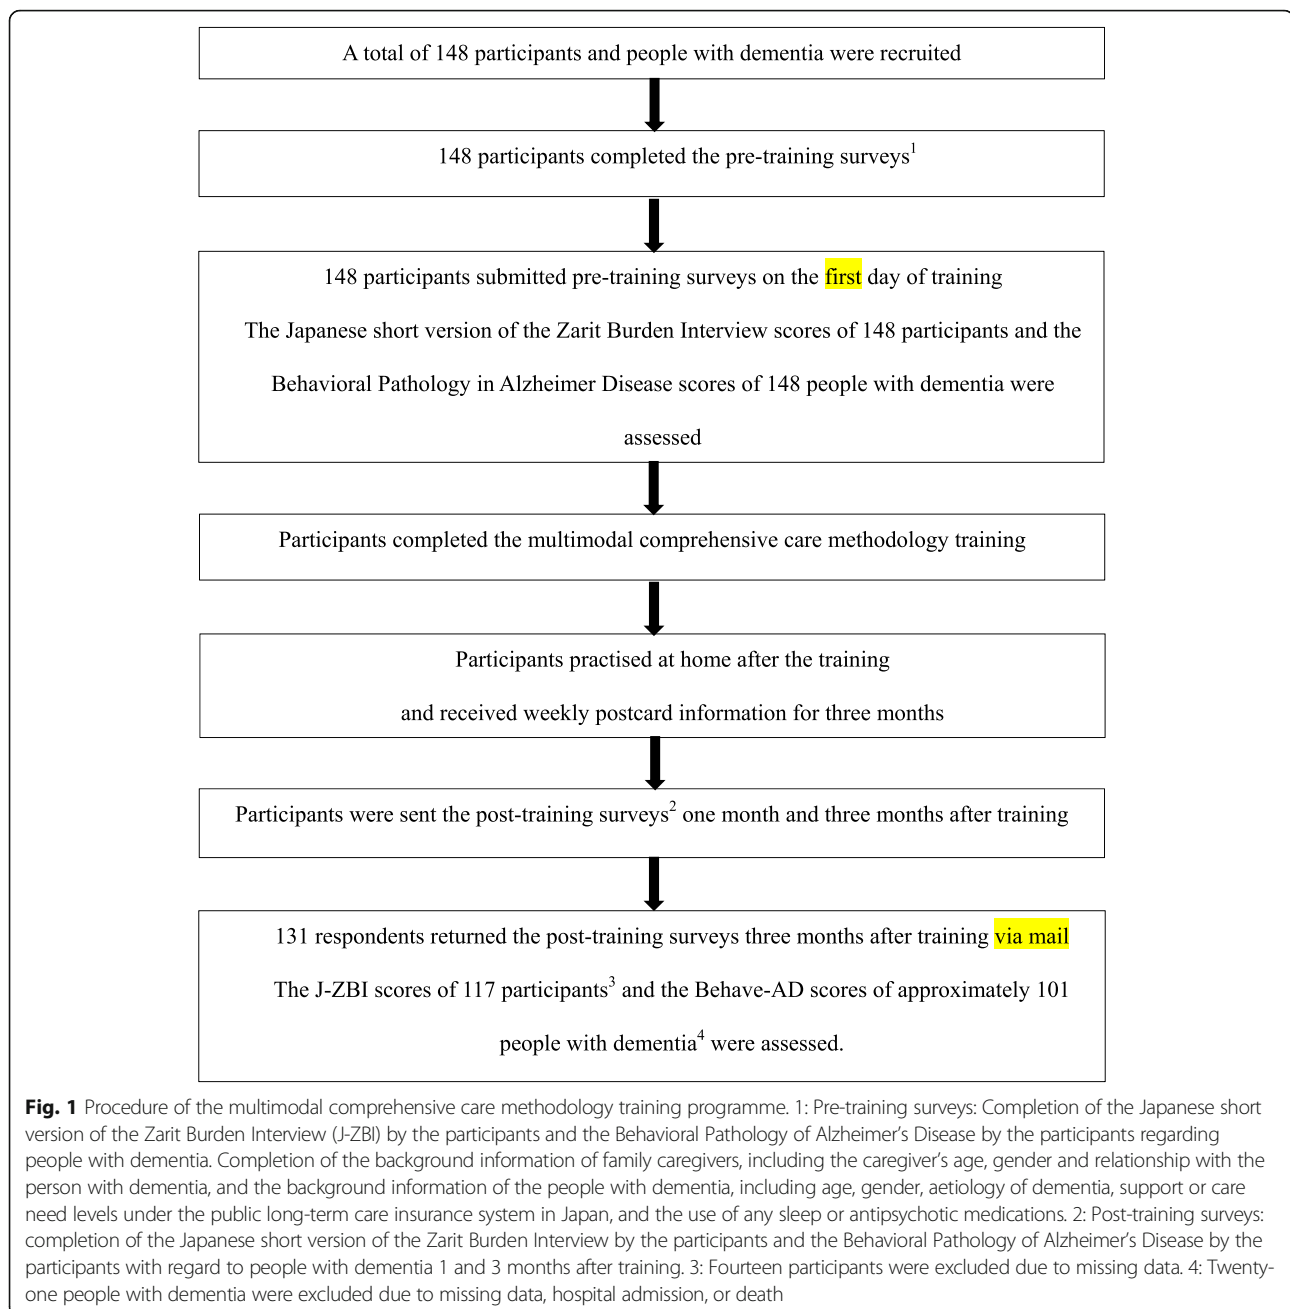 A total of 148 participants and people with dementia were recruited
148 participants completed the pre-training surveys1
148 participants submitted pre-training surveys on the first day of training
The Japanese short version of the Zarit Burden Interview scores of 148 participants and the
Behavioral Pathology in Alzheimer Disease scores of 148 people with dementia were
assessed
Participants completed the multimodal comprehensive care methodology training
Participants practised at home after the training
and received weekly postcard information for three months
Participants were sent the post-training surveys2 one month and three months after training
131 respondents returned the post-training surveys three months after training via mail
The J-ZBI scores of 117 participants3 and the Behave-AD scores of approximately 101
people with dementia4 were assessed.
Fig. 1 Procedure of the multimodal comprehensive care methodology training programme. 1: Pre-training surveys: Completion of the Japanese short
version of the Zarit Burden Interview (J-ZBI) by the participants and the Behavioral Pathology of Alzheimer's Disease by the participants regarding
people with dementia. Completion of the background information of family caregivers, including the caregiver's age, gender and relationship with the
person with dementia, and the background information of the people with dementia, including age, gender, aetiology of dementia, support or care
need levels under the public long-term care insurance system in Japan, and the use of any sleep or antipsychotic medications. 2: Post-training surveys:
completion of the Japanese short version of the Zarit Burden Interview by the participants and the Behavioral Pathology of Alzheimer's Disease by the
participants with regard to people with dementia 1 and 3 months after training. 3: Fourteen participants were excluded due to missing data. 4: Twenty-
one people with dementia were excluded due to missing data, hospital admission, or death